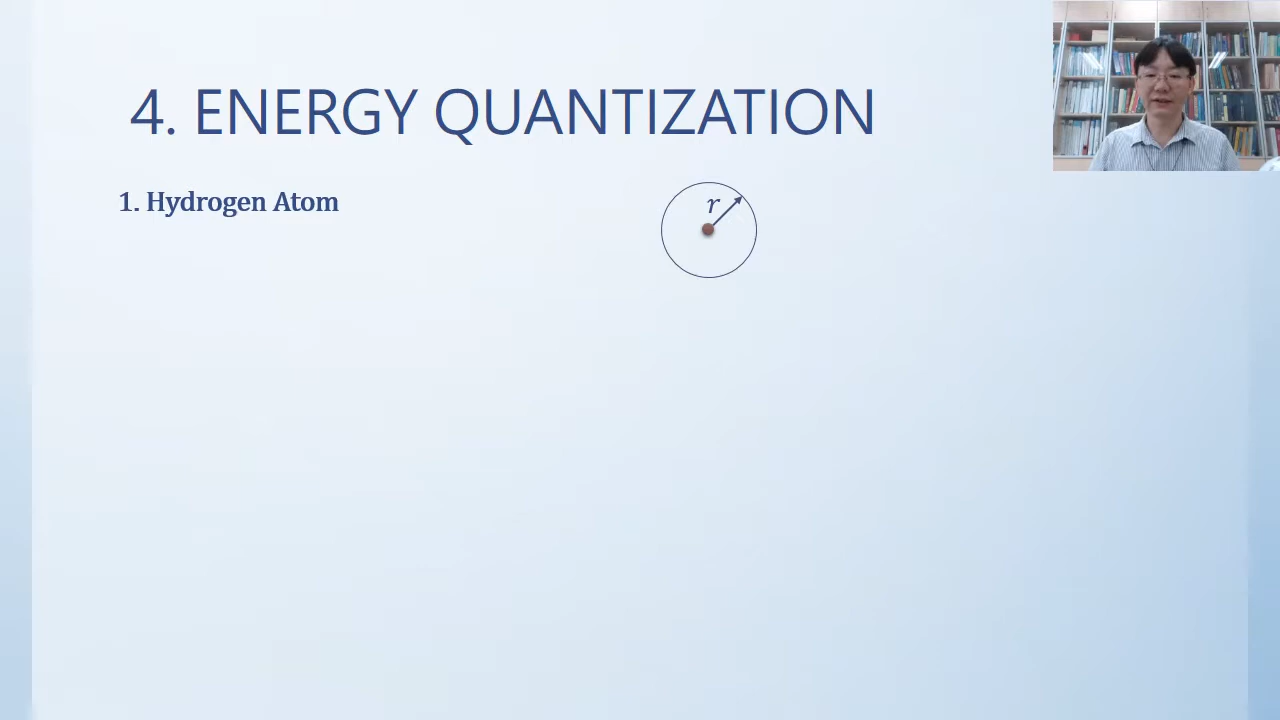 4. ENERGY QUANTIZATION
1. Hydrogen Atom
r